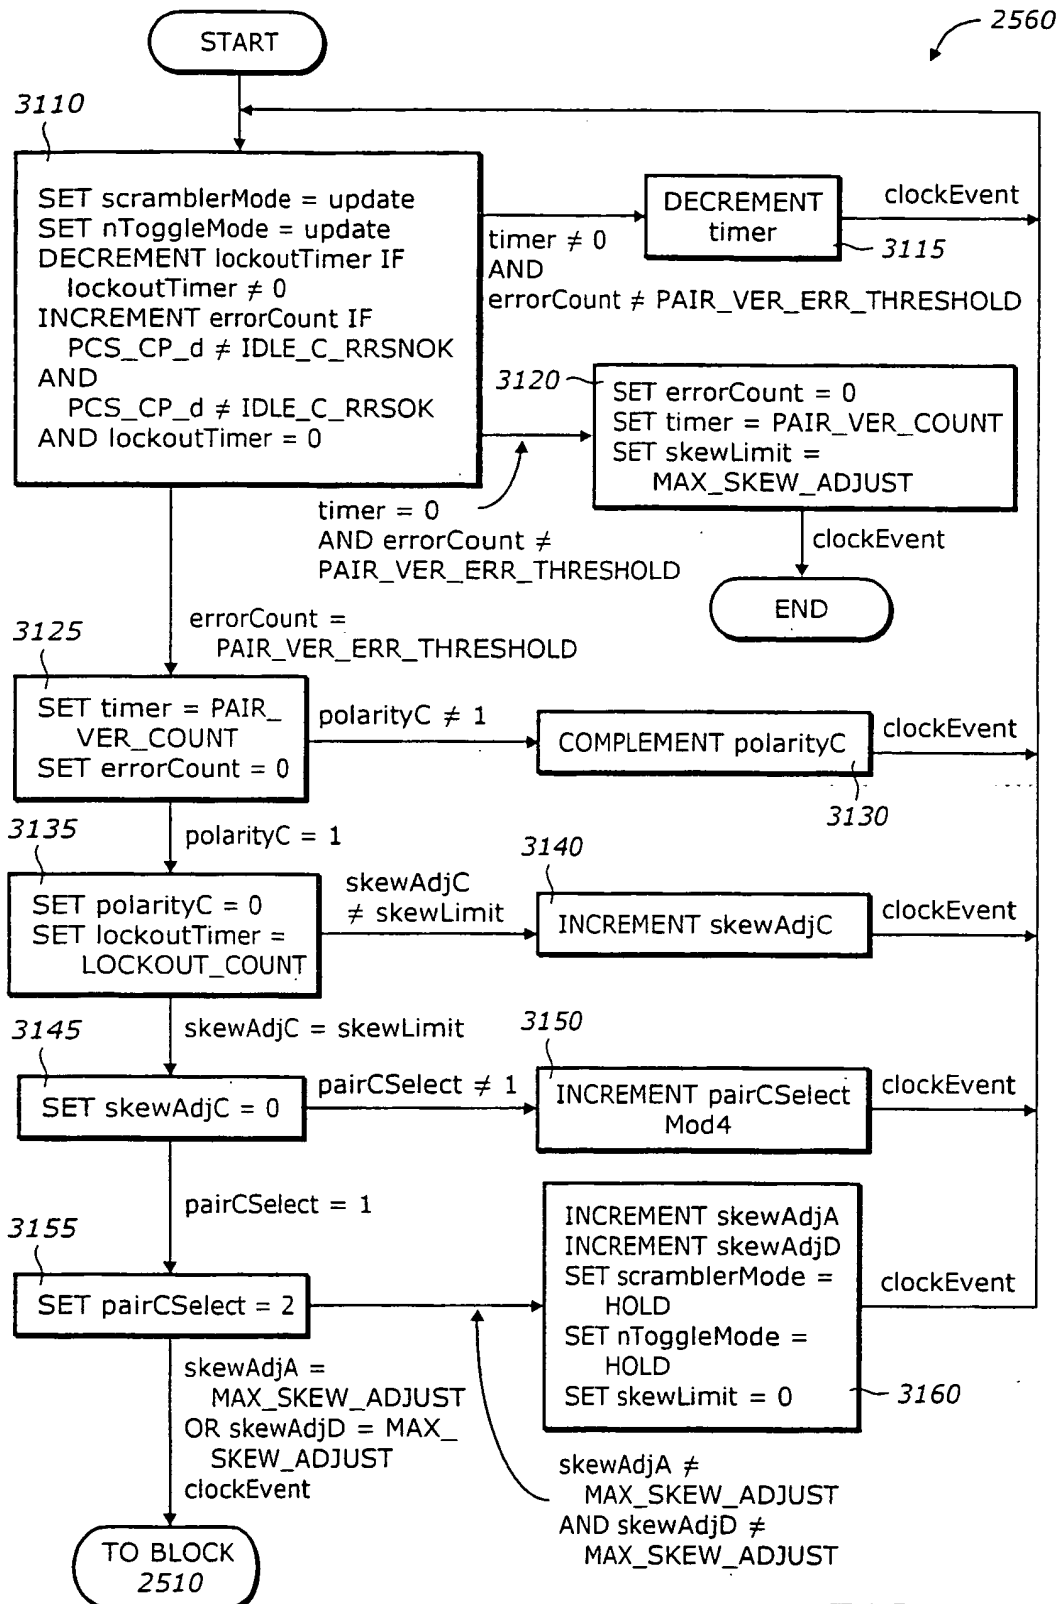 START
2560
3110
SET scramblerMode = update
SET nToggleMode = update
DECREMENT lockoutTimer IF
lockoutTimer ≠ 0
INCREMENT errorCount IF
PCS_CP_d ≠ IDLE_C_RRSNOK
AND
PCS_CP_d ≠ IDLE_C_RRSOK
AND lockoutTimer = 0
timer ≠ 0
AND
errorCount ≠ PAIR_VER_ERR_THRESHOLD
DECREMENT
timer
3115
clockEvent
3120
SET errorCount = 0
SET timer = PAIR_VER_COUNT
SET skewLimit =
MAX_SKEW_ADJUST
timer = 0
AND errorCount ≠
PAIR_VER_ERR_THRESHOLD
clockEvent
END
errorCount =
PAIR_VER_ERR_THRESHOLD
3125
SET timer = PAIR_
VER_COUNT
SET errorCount = 0
polarityC ≠ 1
COMPLEMENT polarityC
3130
clockEvent
polarityC = 1
3135
SET polarityC = 0
SET lockoutTimer =
LOCKOUT_COUNT
skewAdjC
≠ skewLimit
3140
INCREMENT skewAdjC
clockEvent
skewAdjC = skewLimit
3145
SET skewAdjC = 0
pairCSelect ≠ 1
3150
INCREMENT pairCSelect
Mod4
clockEvent
pairCSelect = 1
3155
SET pairCSelect = 2
INCREMENT skewAdjA
INCREMENT skewAdjD
SET scramblerMode =
HOLD
SET nToggleMode =
HOLD
SET skewLimit = 0
3160
clockEvent
skewAdjA =
MAX_SKEW_ADJUST
OR skewAdjD = MAX_
SKEW_ADJUST
clockEvent
skewAdjA ≠
MAX_SKEW_ADJUST
AND skewAdjD ≠
MAX_SKEW_ADJUST
TO BLOCK
2510